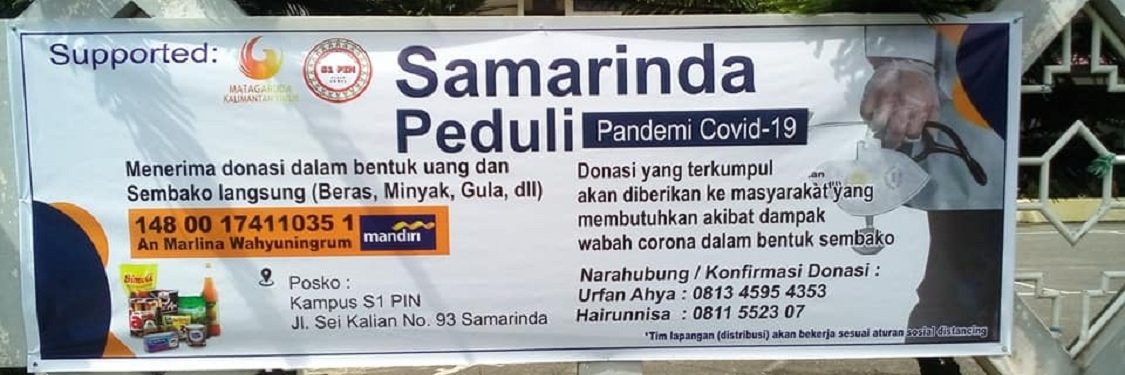 Supported:
MATAGARUDA
KALIMANTAN TIMUR
S1 PIN
Samarinda
Peduli
Pandemi Covid-19
Menerima donasi dalam bentuk uang dan
Sembako langsung (Beras, Minyak, Gula, dll)
148 00 17411035 1
An Marlina Wahyuningrum
mandiri
Posko :
Kampus S1 PIN
Jl. Sei Kalian No. 93 Samarinda
Donasi yang terkumpul
akan diberikan ke masyarakat yang
membutuhkan akibat dampak
wabah corona dalam bentuk sembako
Narahubung / Konfirmasi Donasi :
Urfan Ahya : 0813 4595 4353
Hairunnisa : 0811 5523 07
*Tim lapangan (distribusi) akan bekerja sesuai aturan sosial distancing